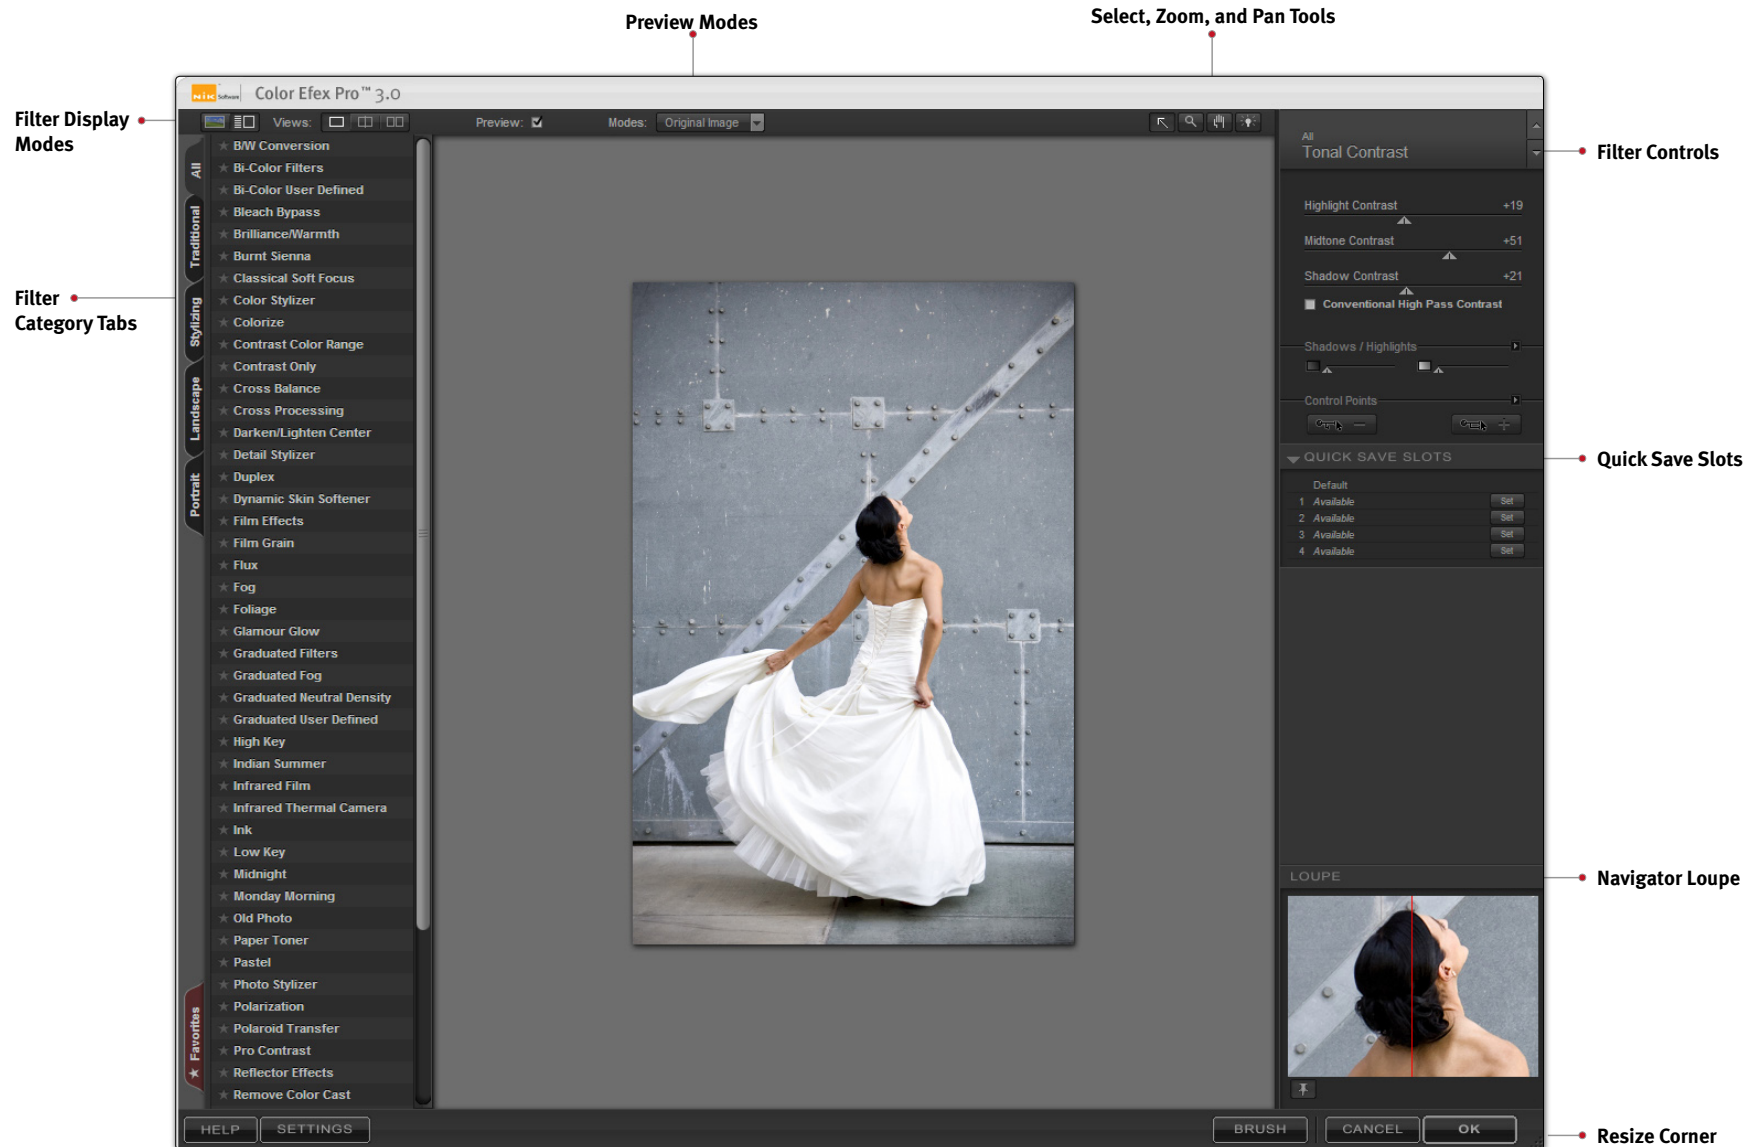 Preview Modes
Select, Zoom, and Pan Tools
Filter Display
Modes
Filter
Category Tabs
Filter Controls
Quick Save Slots
Navigator Loupe
Resize Corner
Nik Software
Color Efex Pro™ 3.0
Views:
Preview:
Modes: Original Image
All
Traditional
Stylizing
Landscape
Portrait
Favorites
B/W Conversion
Bi-Color Filters
Bi-Color User Defined
Bleach Bypass
Brilliance/Warmth
Burnt Sienna
Classical Soft Focus
Color Stylizer
Colorize
Contrast Color Range
Contrast Only
Cross Balance
Cross Processing
Darken/Lighten Center
Detail Stylizer
Duplex
Dynamic Skin Softener
Film Effects
Film Grain
Flux
Fog
Foliage
Glamour Glow
Graduated Filters
Graduated Fog
Graduated Neutral Density
Graduated User Defined
High Key
Indian Summer
Infrared Film
Infrared Thermal Camera
Ink
Low Key
Midnight
Monday Morning
Old Photo
Paper Toner
Pastel
Photo Stylizer
Polarization
Polaroid Transfer
Pro Contrast
Reflector Effects
Remove Color Cast
All
Tonal Contrast
Highlight Contrast +19
Midtone Contrast +51
Shadow Contrast +21
Conventional High Pass Contrast
Shadows / Highlights
Control Points
QUICK SAVE SLOTS
Default
1 Available Set
2 Available Set
3 Available Set
4 Available Set
LOUPE
HELP
SETTINGS
BRUSH
CANCEL
OK